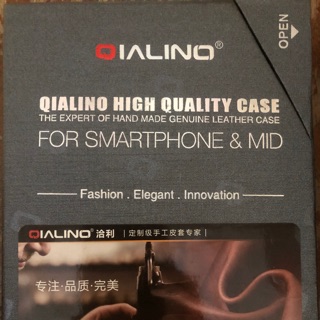 QIALINO®
OPEN
QIALINO HIGH QUALITY CASE
THE EXPERT OF HAND MADE GENUINE LEATHER CASE
FOR SMARTPHONE & MID
Fashion . Elegant . Innovation
QIALINO® 洽利 | 定制级手工皮套专家 |
专注·品质·完美